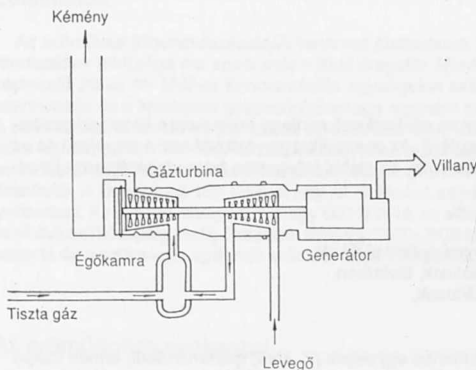 Kémény
Gázturbina
Villany
Égőkamra
Generátor
Tiszta gáz
Levegő